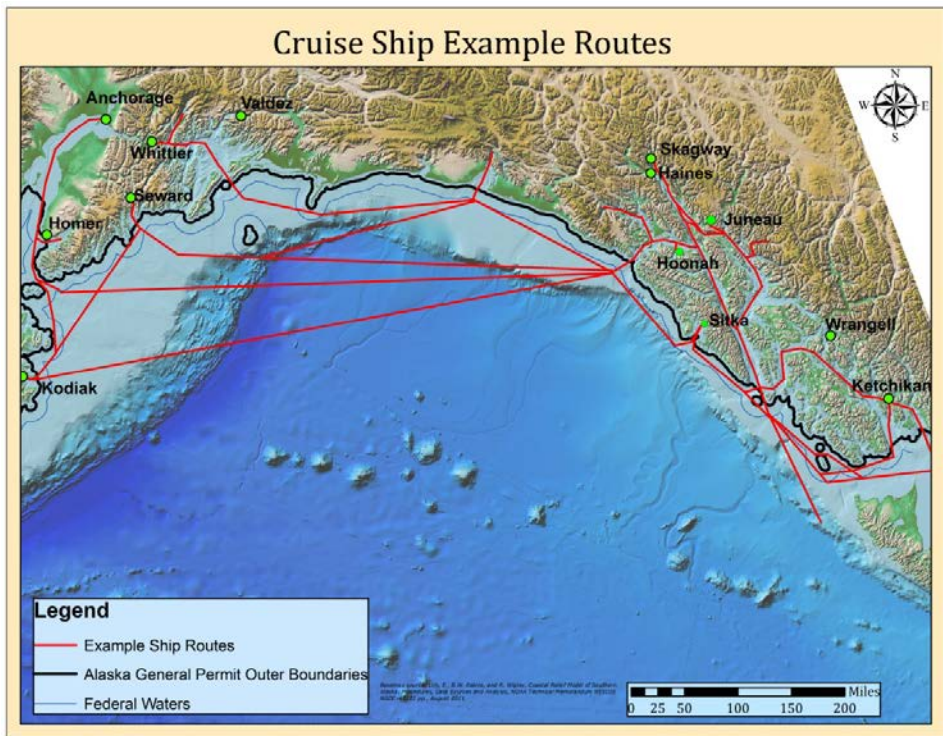 Cruise Ship Example Routes
N
W E
S
Anchorage
Valdez
Whittier
Skagway
Haines
Seward
Juneau
Homer
Hoonah
Sitka
Wrangell
Kodiak
Ketchikan
Legend
Example Ship Routes
Alaska General Permit Outer Boundaries
Federal Waters
Miles
0 25 50 100 150 200